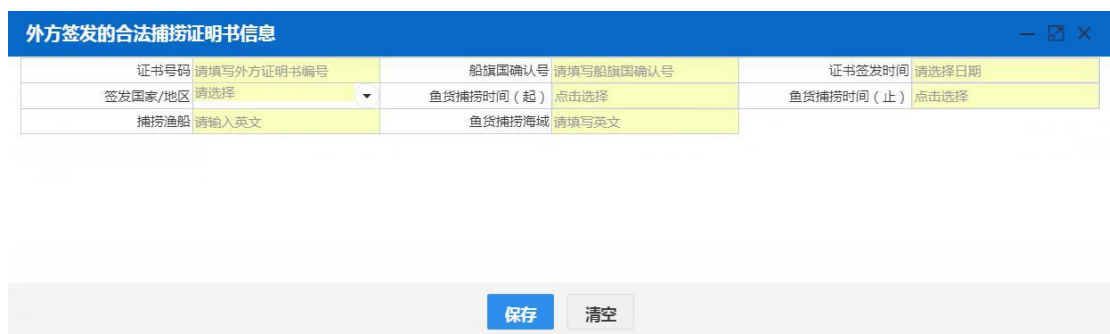 外方签发的合法捕捞证明书信息
证书号码 请填写外方证明书编号 船旗国确认号 请填写船旗国确认号 证书签发时间 请选择日期
签发国家/地区 请选择 鱼货捕捞时间（起） 点击选择 鱼货捕捞时间（止） 点击选择
捕捞渔船 请输入英文 鱼货捕捞海域 请填写英文
保存 清空